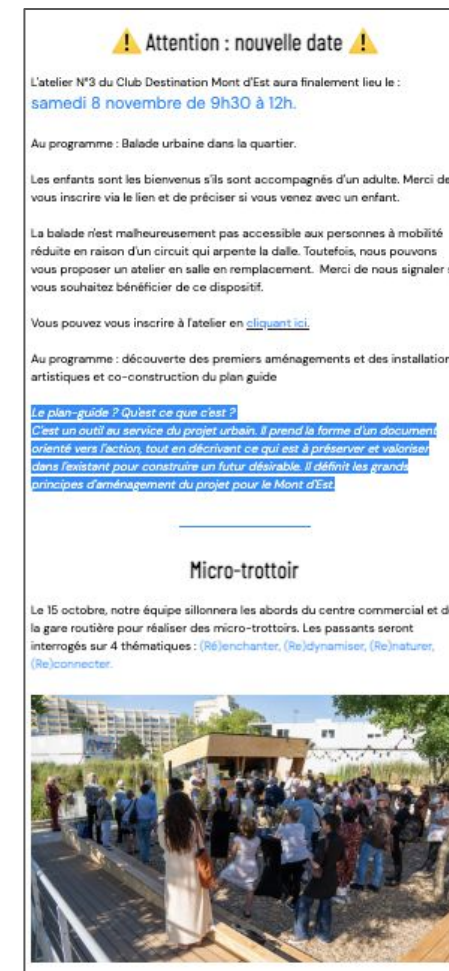 ⚠️ Attention : nouvelle date ⚠️
L'atelier N°3 du Club Destination Mont d'Est aura finalement lieu le :
samedi 8 novembre de 9h30 à 12h.
Au programme : Balade urbaine dans la quartier.
Les enfants sont les bienvenus s'ils sont accompagnés d'un adulte. Merci de
vous inscrire via le lien et de préciser si vous venez avec un enfant.
La balade n'est malheureusement pas accessible aux personnes à mobilité
réduite en raison d'un circuit qui arpente la dalle. Toutefois, nous pouvons
vous proposer un atelier en salle en remplacement. Merci de nous signaler s
vous souhaitez bénéficier de ce dispositif.
Vous pouvez vous inscrire à l'atelier en cliquant ici.
Au programme : découverte des premiers aménagements et des installation
artistiques et co-construction du plan guide
Le plan-guide ? Qu'est ce que c'est ?
C'est un outil au service du projet urbain. Il prend la forme d'un document
orienté vers l'action, tout en décrivant ce qui est à préserver et valoriser
dans l'existant pour construire un futur désirable. Il définit les grands
principes d'aménagement du projet pour le Mont d'Est.
Micro-trottoir
Le 15 octobre, notre équipe sillonnera les abords du centre commercial et d
la gare routière pour réaliser des micro-trottoirs. Les passants seront
interrogés sur 4 thématiques : (Ré)enchanter, (Re)dynamiser, (Re)naturer,
(Re)connecter.